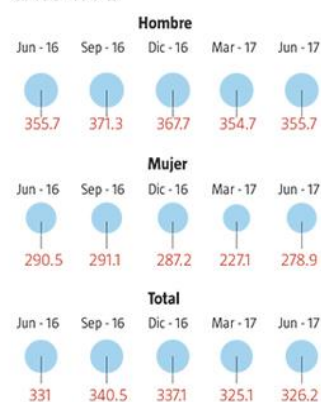 Hombre
Jun - 16 Sep - 16 Dic - 16 Mar - 17 Jun - 17
355.7 371.3 367.7 354.7 355.7
Mujer
Jun - 16 Sep - 16 Dic - 16 Mar - 17 Jun - 17
290.5 291.1 287.2 227.1 278.9
Total
Jun - 16 Sep - 16 Dic - 16 Mar - 17 Jun - 17
331 340.5 337.1 325.1 326.2